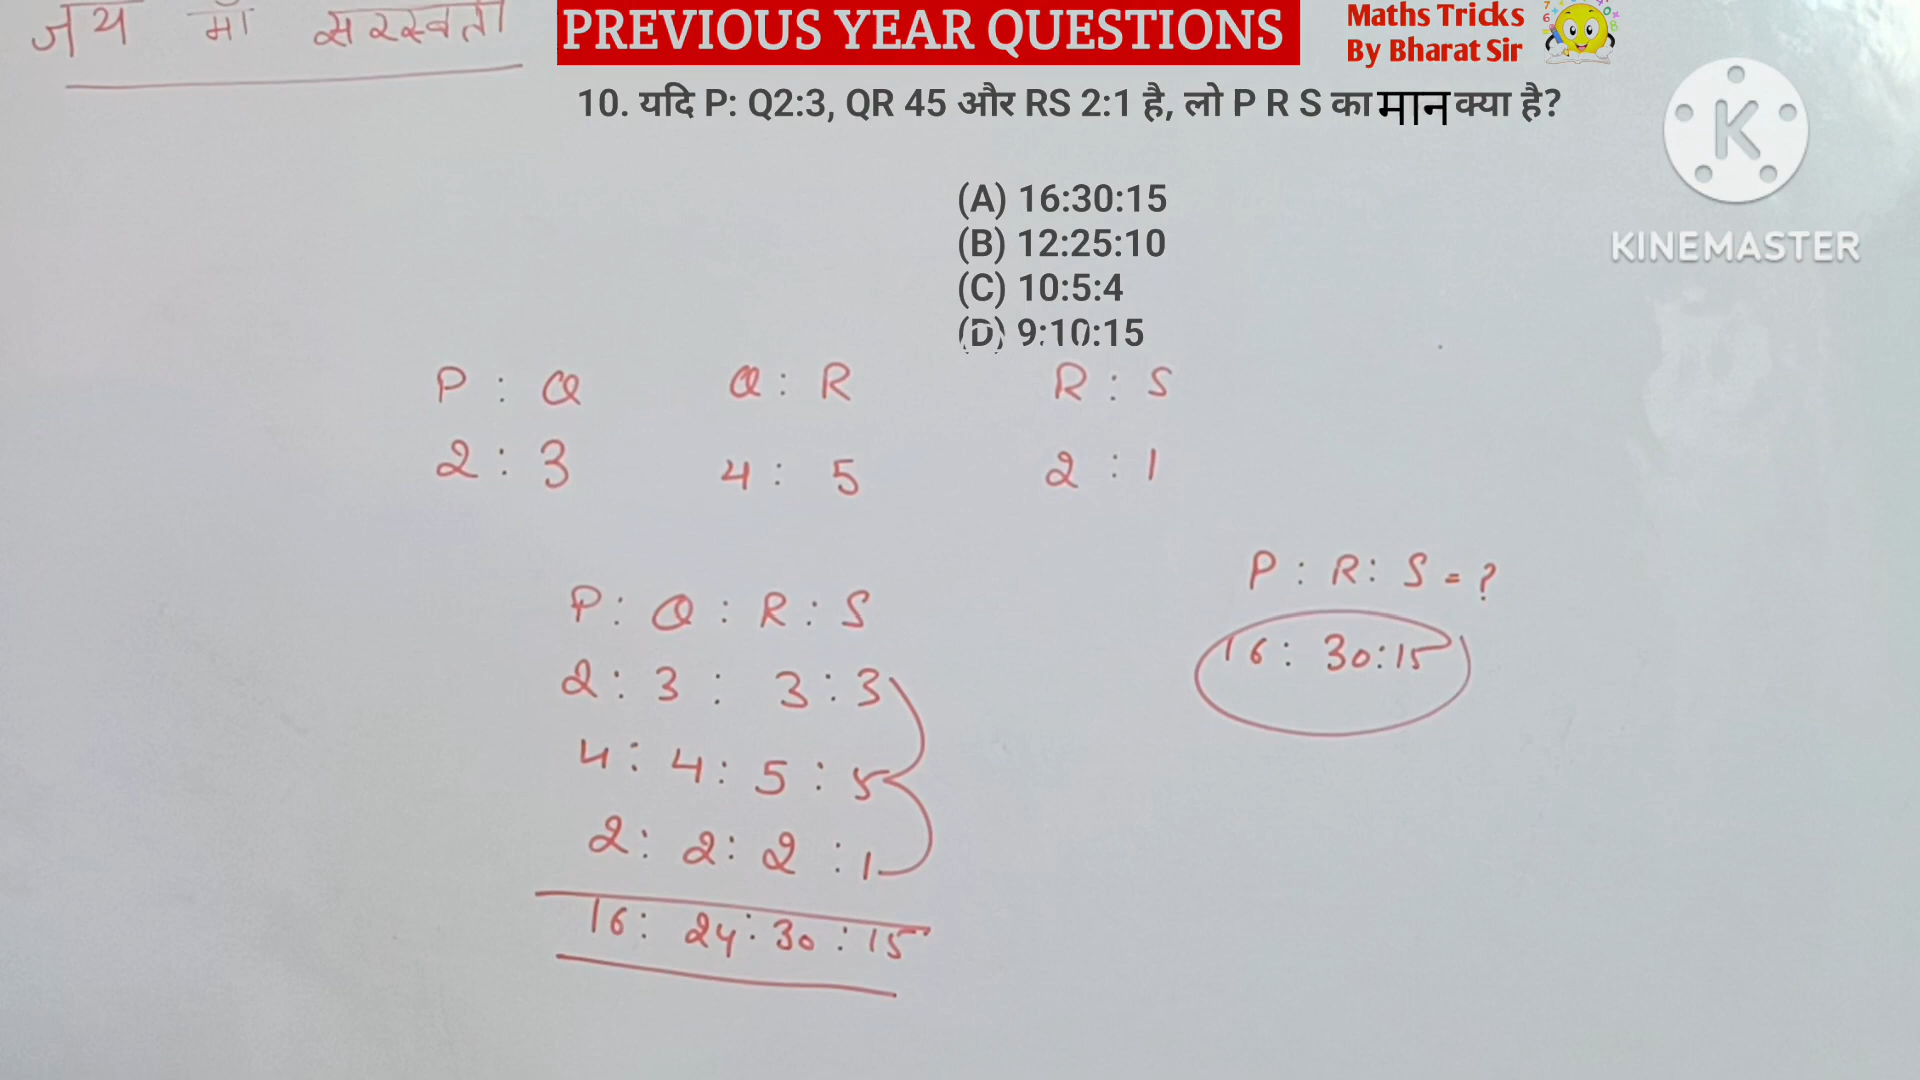 जय माँ सरस्वती
PREVIOUS YEAR QUESTIONS
Maths Tricks
By Bharat Sir
10. यदि P: Q2:3, QR 45 और RS 2:1 है, लो P R S का मान क्या है?
(A) 16:30:15
(B) 12:25:10
(C) 10:5:4
(D) 9:10:15
K
KINEMASTER
P : Q Q : R R : S
2 : 3 4 : 5 2 : 1
P : R : S = ?
16 : 30:15
P : Q : R : S
2 : 3 : 3 : 3
4 : 4 : 5 : 5
2 : 2 : 2 : 1
16 : 24 : 30 : 15